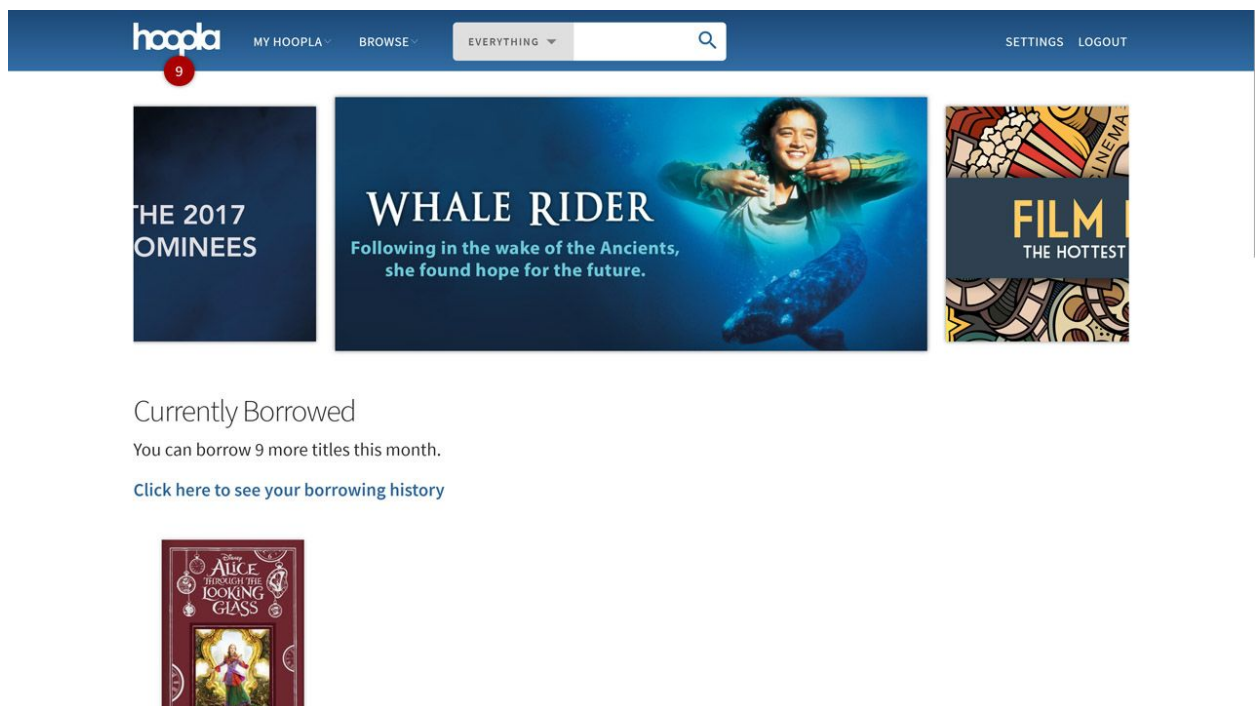 hoopla
MY HOOPLA
BROWSE
EVERYTHING
SETTINGS LOGOUT
9
THE 2017
OMINEES
WHALE RIDER
Following in the wake of the Ancients,
she found hope for the future.
CINEMA
FILM
THE HOTTEST
Currently Borrowed
You can borrow 9 more titles this month.
Click here to see your borrowing history
Disney
ALICE
THROUGH THE
LOOKING
GLASS